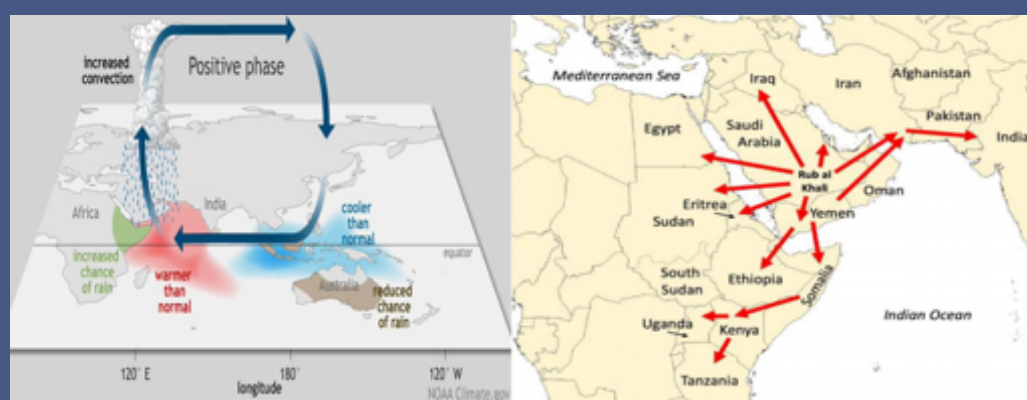 Increased
convection
Positive phase
Africa
India
cooler
than
normal
equator
increased
chance
of rain
warmer
than
normal
Australia
reduced
chance
of rain
120° E
180°
120° W
longitude
NOAA Climate.gov
Mediterranean Sea
Iraq
Iran
Afghanistan
Pakistan
India
Egypt
Saudi
Arabia
Rub al
Khali
Oman
Eritrea
Sudan
Yemen
South
Sudan
Ethiopia
Somalia
Uganda
Kenya
Tanzania
Indian Ocean